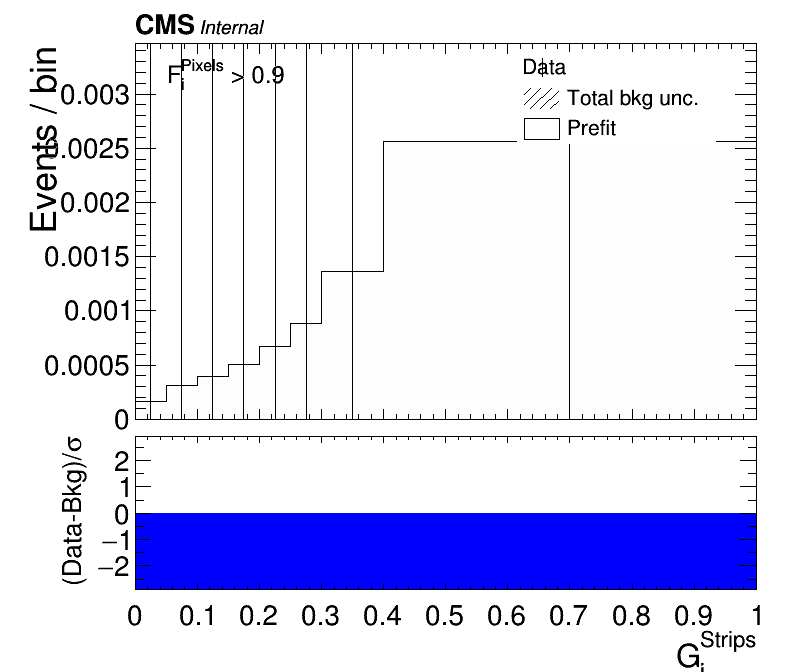 CMS Internal
F_i^Pixels > 0.9
Data
Total bkg unc.
Prefit
Events / bin
0.003
0.0025
0.002
0.0015
0.001
0.0005
0
(Data-Bkg)/σ
2
1
0
−1
−2
0 0.1 0.2 0.3 0.4 0.5 0.6 0.7 0.8 0.9 1
G_i^Strips